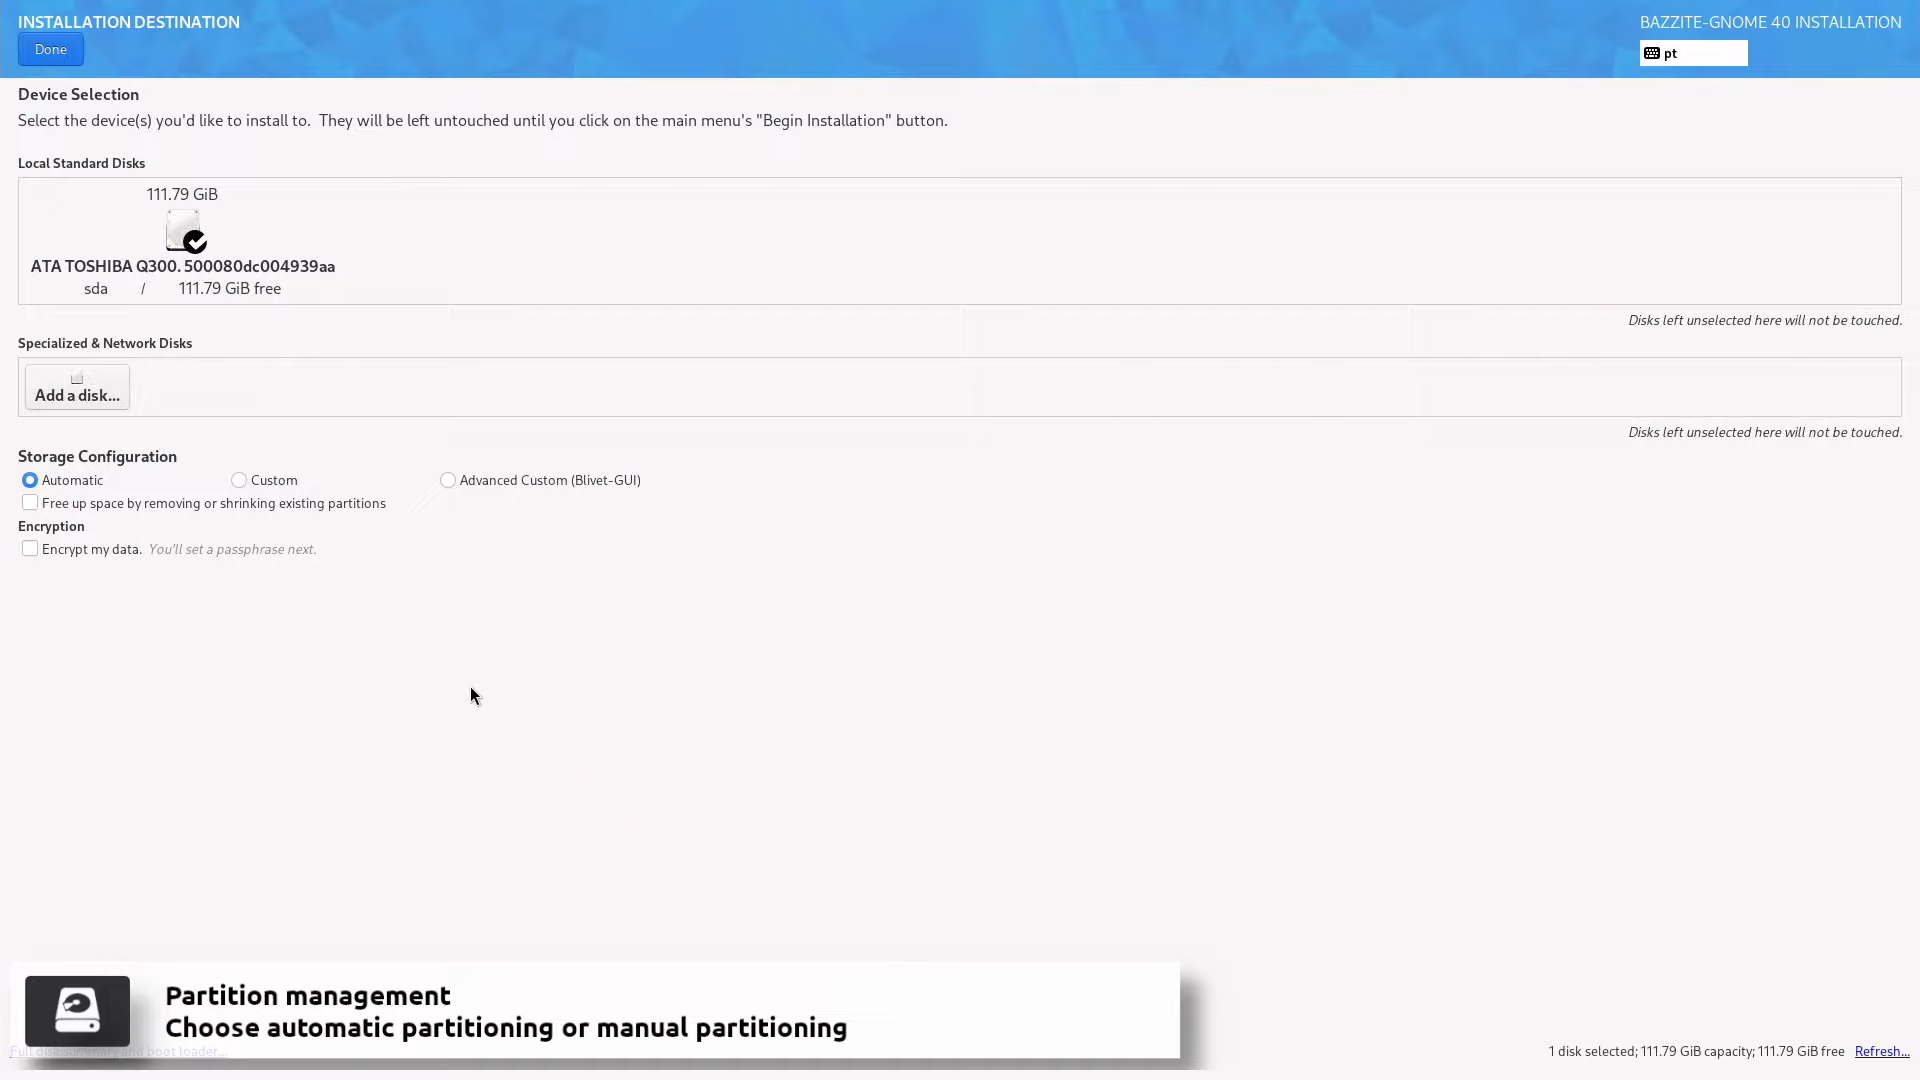 INSTALLATION DESTINATION
BAZZITE-GNOME 40 INSTALLATION
Done
pt
Device Selection
Select the device(s) you'd like to install to. They will be left untouched until you click on the main menu's "Begin Installation" button.
Local Standard Disks
111.79 GiB
ATA TOSHIBA Q300. 500080dc004939aa
sda / 111.79 GiB free
Disks left unselected here will not be touched.
Specialized & Network Disks
Add a disk...
Disks left unselected here will not be touched.
Storage Configuration
Automatic
Custom
Advanced Custom (Blivet-GUI)
Free up space by removing or shrinking existing partitions
Encryption
Encrypt my data. You'll set a passphrase next.
Partition management
Choose automatic partitioning or manual partitioning
Full disk summary and boot loader...
1 disk selected; 111.79 GiB capacity; 111.79 GiB free Refresh...